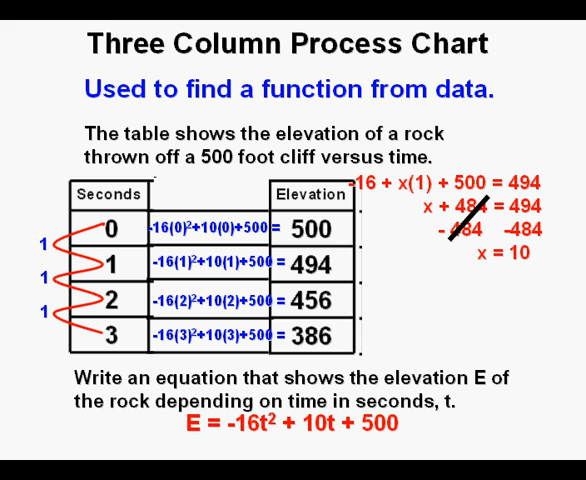 Three Column Process Chart
Used to find a function from data.
The table shows the elevation of a rock
thrown off a 500 foot cliff versus time.
-16 + x(1) + 500 = 494
x + 484 = 494
- 484 -484
x = 10
Seconds Elevation
0 -16(0)²+10(0)+500 = 500
1
1 -16(1)²+10(1)+500 = 494
1
2 -16(2)²+10(2)+500 = 456
1
3 -16(3)²+10(3)+500 = 386
Write an equation that shows the elevation E of
the rock depending on time in seconds, t.
E = -16t² + 10t + 500